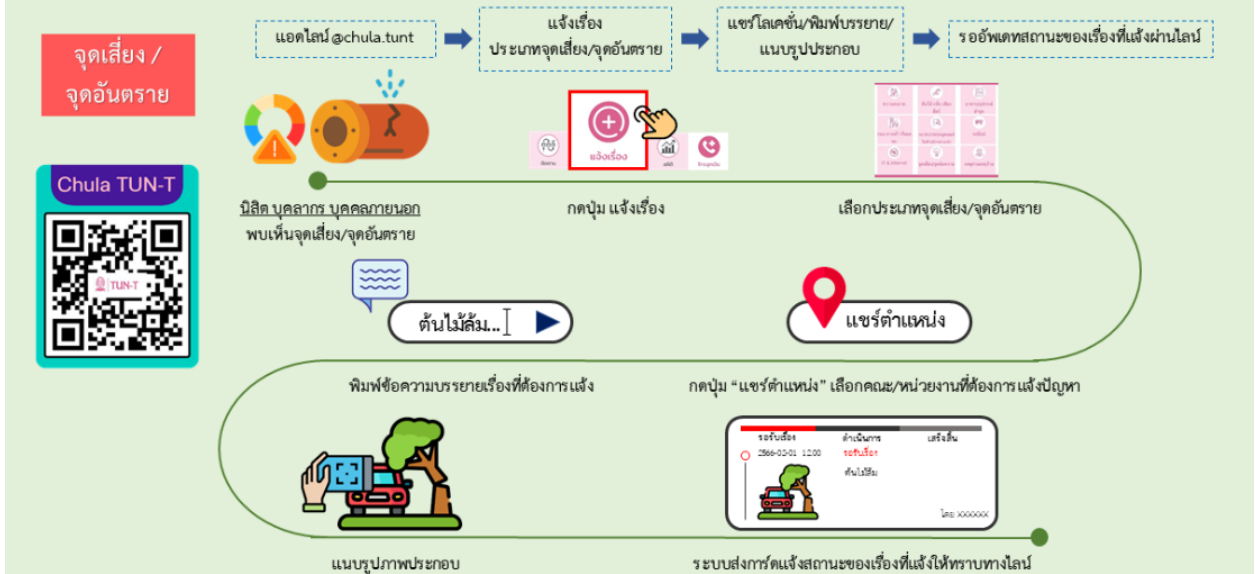 จุดเสี่ยง /
จุดอันตราย
แอดไลน์ @chula.tunt
แจ้งเรื่อง
ประเภทจุดเสี่ยง/จุดอันตราย
แชร์โลเคชั่น/พิมพ์บรรยาย/
แนบรูปประกอบ
รออัพเดทสถานะของเรื่องที่แจ้งผ่านไลน์
Chula TUN-T
TUN-T
แจ้งเรื่อง
นิสิต บุคลากร บุคคลภายนอก
พบเห็นจุดเสี่ยง/จุดอันตราย
กดปุ่ม แจ้งเรื่อง
เลือกประเภทจุดเสี่ยง/จุดอันตราย
ต้นไม้ล้ม...
แชร์ตำแหน่ง
พิมพ์ข้อความบรรยายเรื่องที่ต้องการแจ้ง
กดปุ่ม “แชร์ตำแหน่ง” เลือกคณะ/หน่วยงานที่ต้องการแจ้งปัญหา
รอรับเรื่อง ดำเนินการ เสร็จสิ้น
2566-02-01 12:00 รอรับเรื่อง
ต้นไม้ล้ม
โดย XXXXXXX
แนบรูปภาพประกอบ
ระบบส่งการ์ดแจ้งสถานะของเรื่องที่แจ้งให้ทราบทางไลน์